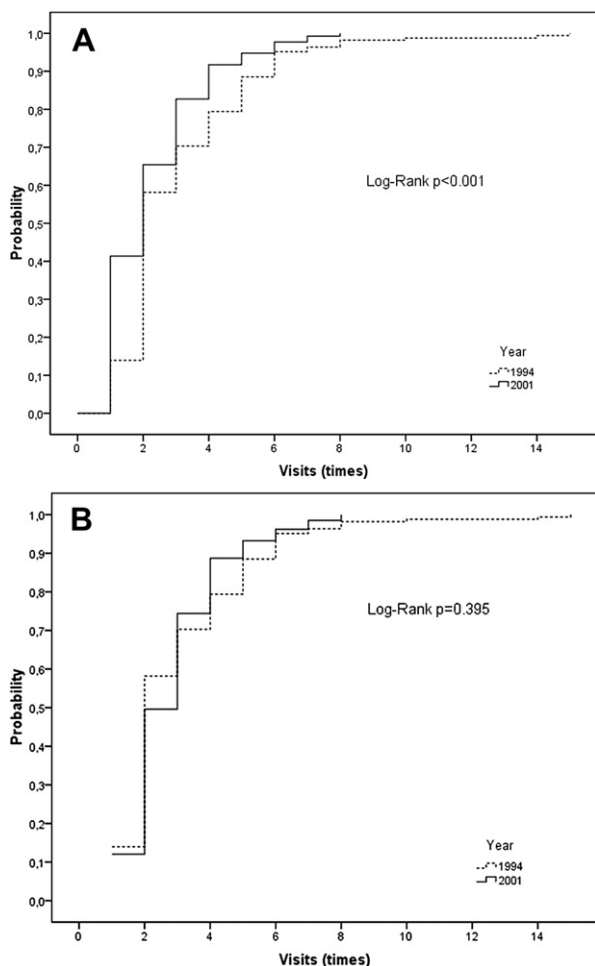 A
1,0
0,9
0,8
0,7
0,6
0,5
0,4
0,3
0,2
0,1
0,0
Probability
Log-Rank p<0.001
Year
1994
2001
0 2 4 6 8 10 12 14
Visits (times)
B
1,0
0,9
0,8
0,7
0,6
0,5
0,4
0,3
0,2
0,1
0,0
Probability
Log-Rank p=0.395
Year
1994
2001
0 2 4 6 8 10 12 14
Visits (times)